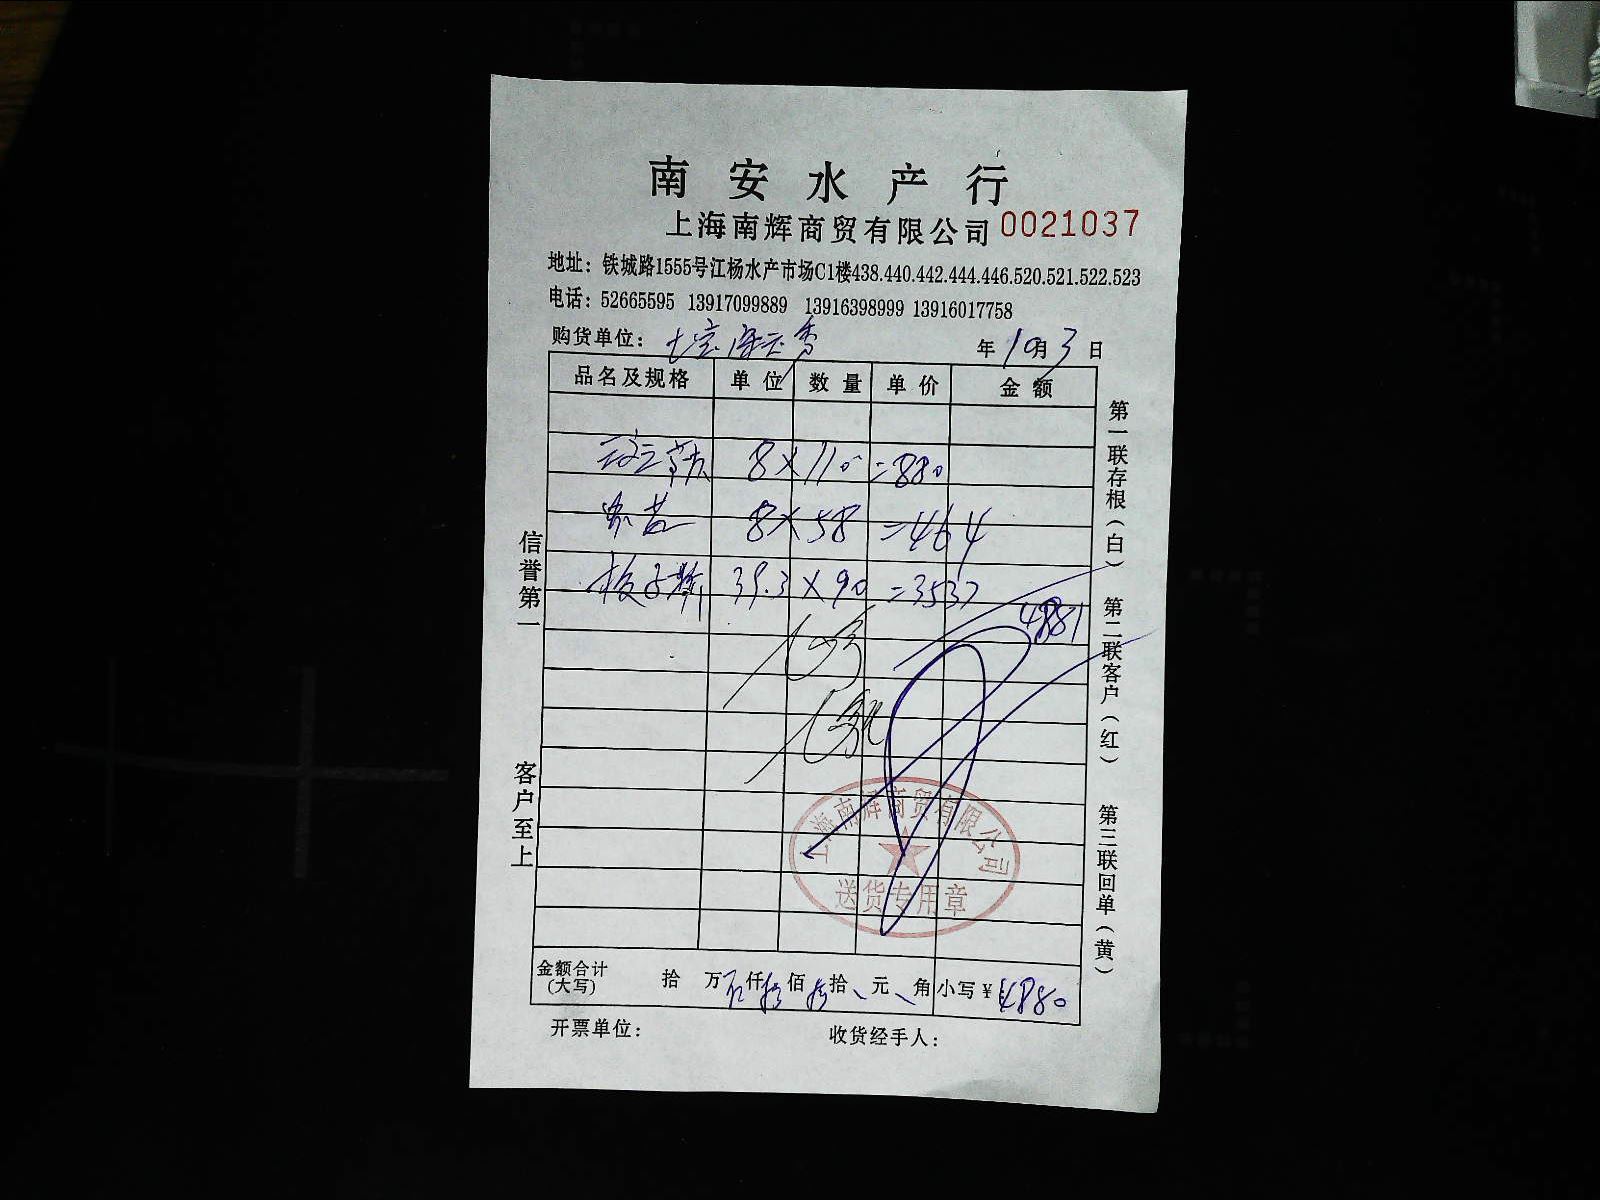 南安水产行
上海南辉商贸有限公司 0021037
地址：铁城路1555号江杨水产市场C1楼438.440.442.444.446.520.521.522.523
电话：52665595 13917099889 13916398999 13916017758
购货单位： 年10月3日
品名及规格 单位 数量 单价 金额
8×110=880
8×58=464
39.3×90=3537
4881
上海南辉商贸有限公司
送货专用章
金额合计（大写） 拾 万 仟 佰 拾 元 角 小写￥4880
开票单位： 收货经手人：
信誉第一 客户至上
第一联存根（白） 第二联客户（红） 第三联回单（黄）